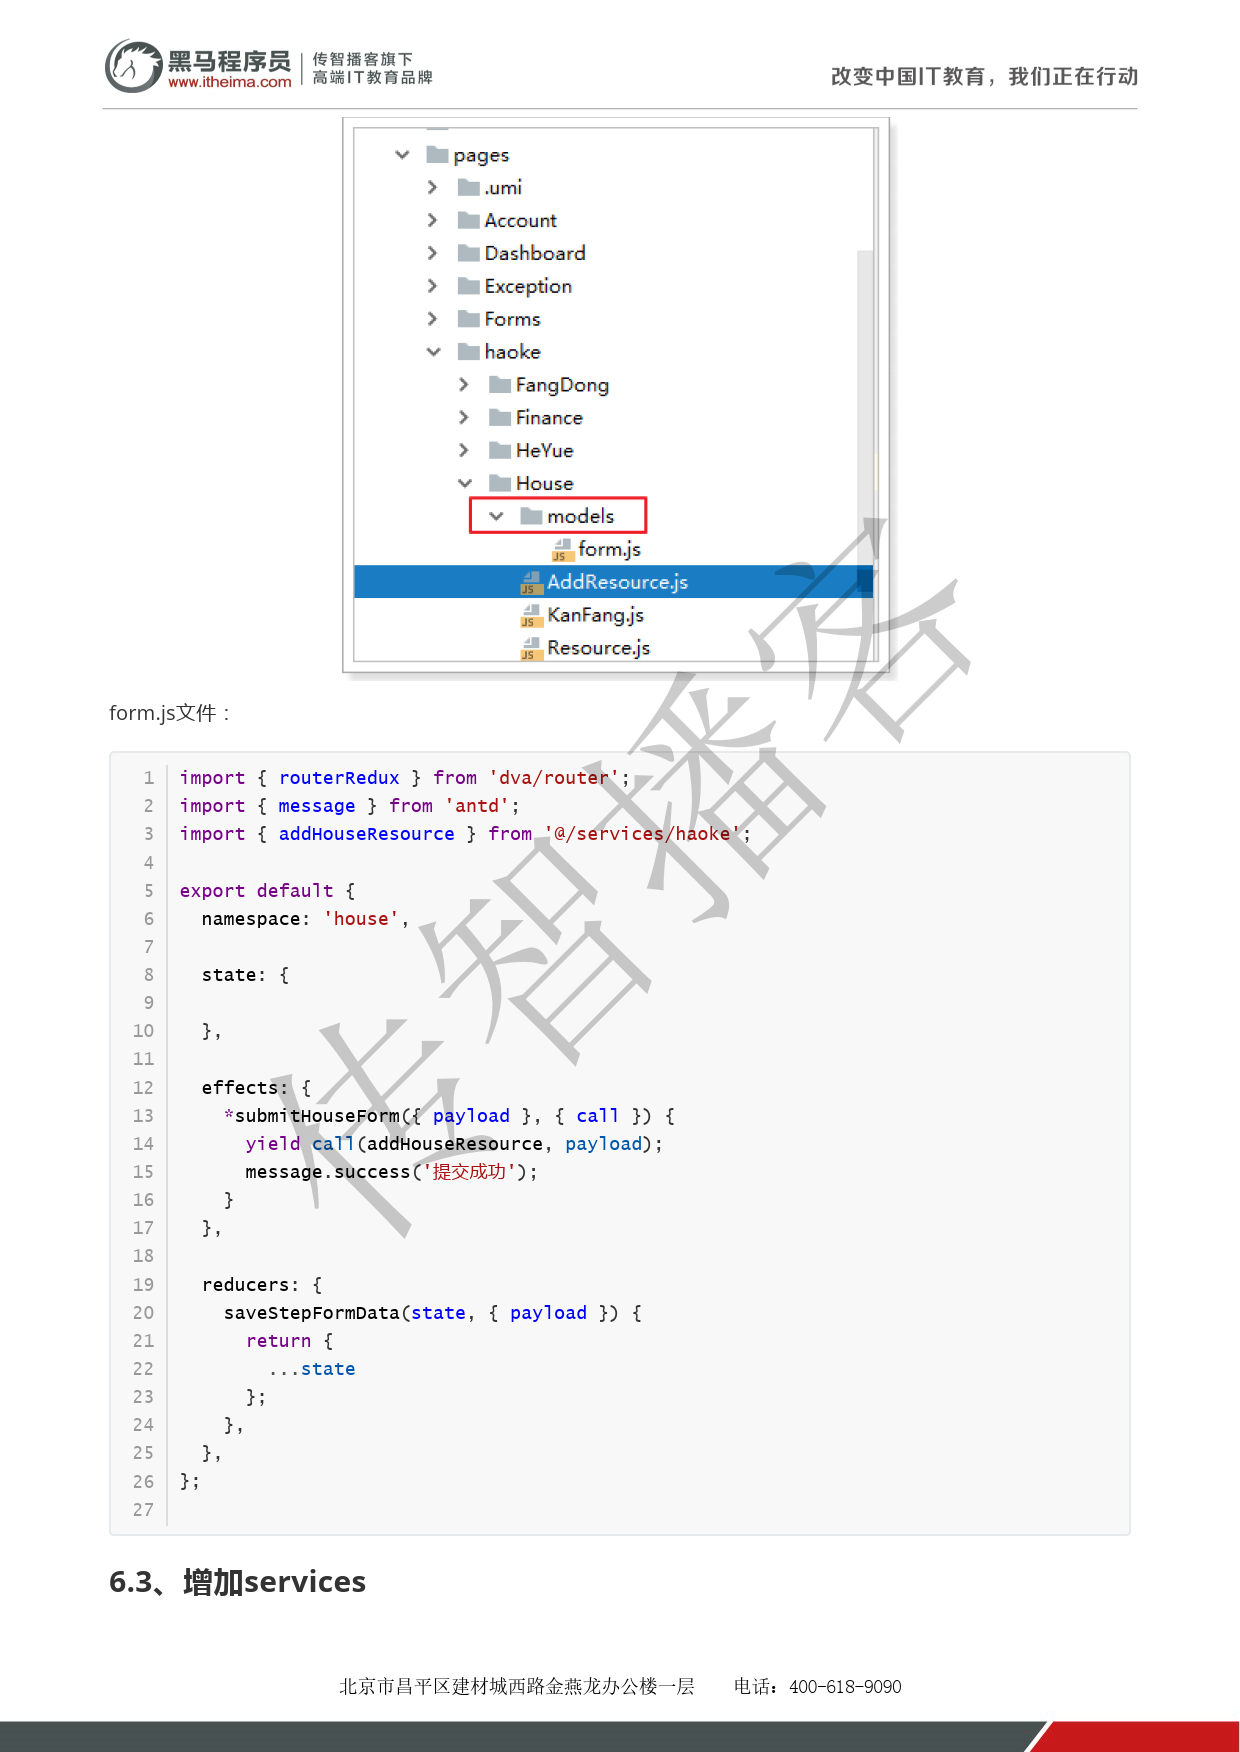 黑马程序员
www.itheima.com
传智播客旗下
高端IT教育品牌
改变中国IT教育，我们正在行动
pages
.umi
Account
Dashboard
Exception
Forms
haoke
FangDong
Finance
HeYue
House
models
form.js
AddResource.js
KanFang.js
Resource.js
form.js文件：
1 import { routerRedux } from 'dva/router';
2 import { message } from 'antd';
3 import { addHouseResource } from '@/services/haoke';
4
5 export default {
6   namespace: 'house',
7
8   state: {
9
10   },
11
12   effects: {
13     *submitHouseForm({ payload }, { call }) {
14       yield call(addHouseResource, payload);
15       message.success('提交成功');
16     }
17   },
18
19   reducers: {
20     saveStepFormData(state, { payload }) {
21       return {
22         ...state
23       };
24     },
25   },
26 };
27
6.3、增加services
传智播客
北京市昌平区建材城西路金燕龙办公楼一层 电话：400-618-9090